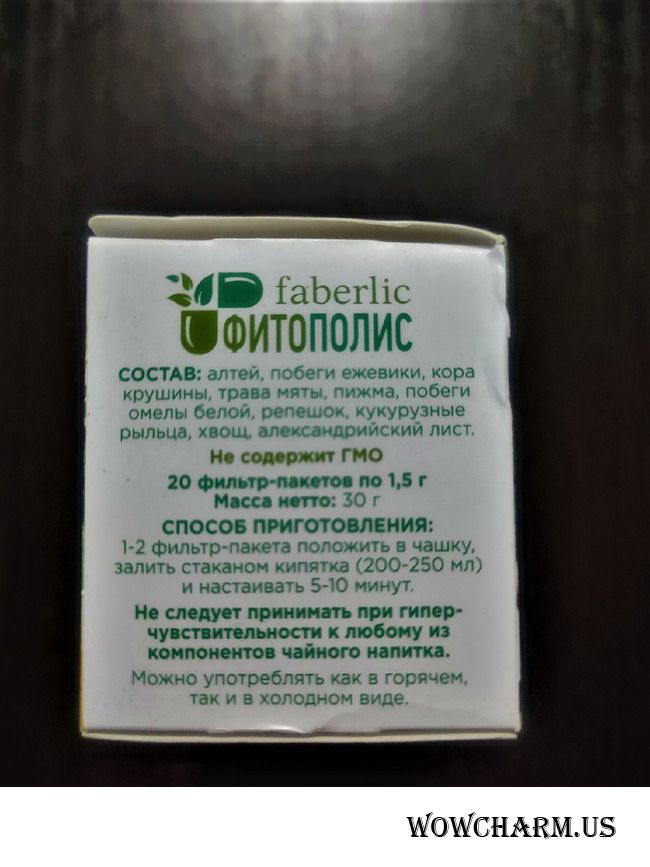 faberlic
ФИТОПОЛИС
СОСТАВ: алтей, побеги ежевики, кора
крушины, трава мяты, пижма, побеги
омелы белой, репешок, кукурузные
рыльца, хвощ, александрийский лист.
Не содержит ГМО
20 фильтр-пакетов по 1,5 г
Масса нетто: 30 г
СПОСОБ ПРИГОТОВЛЕНИЯ:
1-2 фильтр-пакета положить в чашку,
залить стаканом кипятка (200-250 мл)
и настаивать 5-10 минут.
Не следует принимать при гипер-
чувствительности к любому из
компонентов чайного напитка.
Можно употреблять как в горячем,
так и в холодном виде.
WOWCHARM.US